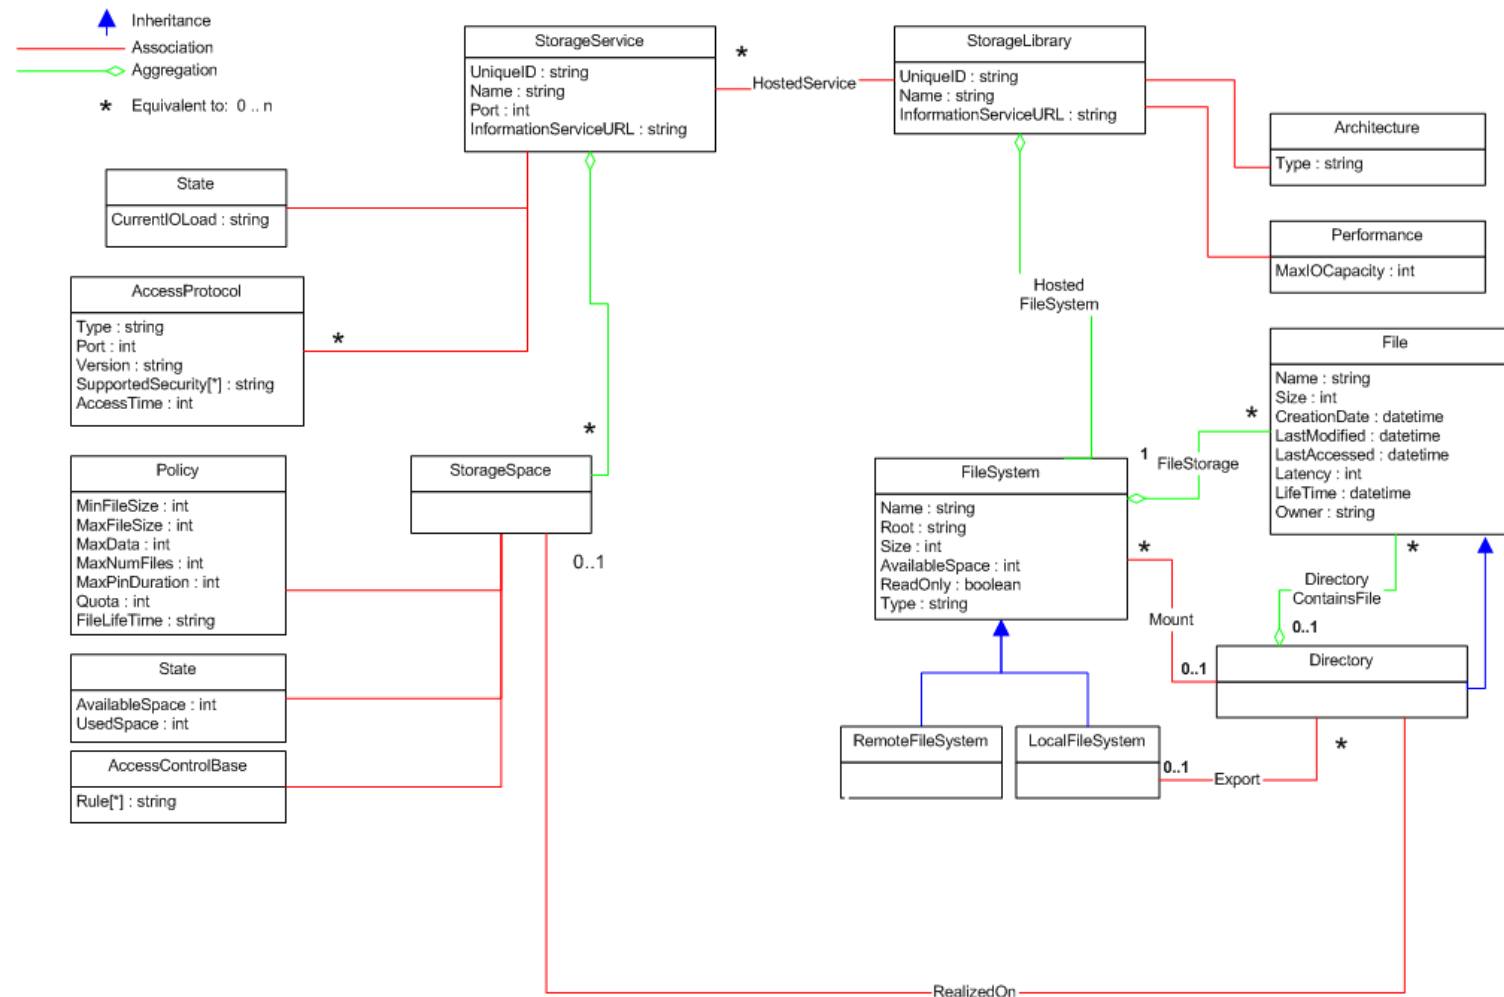 Inheritance
Association
Aggregation
* Equivalent to: 0 .. n
StorageService
UniqueID : string
Name : string
Port : int
InformationServiceURL : string
*
HostedService
StorageLibrary
UniqueID : string
Name : string
InformationServiceURL : string
Architecture
Type : string
Performance
MaxIOCapacity : int
State
CurrentIOLoad : string
AccessProtocol
Type : string
Port : int
Version : string
SupportedSecurity[*] : string
AccessTime : int
*
Hosted
FileSystem
File
Name : string
Size : int
CreationDate : datetime
LastModified : datetime
LastAccessed : datetime
Latency : int
LifeTime : datetime
Owner : string
*
1
FileStorage
*
Policy
MinFileSize : int
MaxFileSize : int
MaxData : int
MaxNumFiles : int
MaxPinDuration : int
Quota : int
FileLifeTime : string
StorageSpace
0..1
FileSystem
Name : string
Root : string
Size : int
AvailableSpace : int
ReadOnly : boolean
Type : string
*
Mount
0..1
*
Directory
ContainsFile
0..1
Directory
State
AvailableSpace : int
UsedSpace : int
AccessControlBase
Rule[*] : string
RemoteFileSystem
LocalFileSystem
0..1
Export
*
RealizedOn